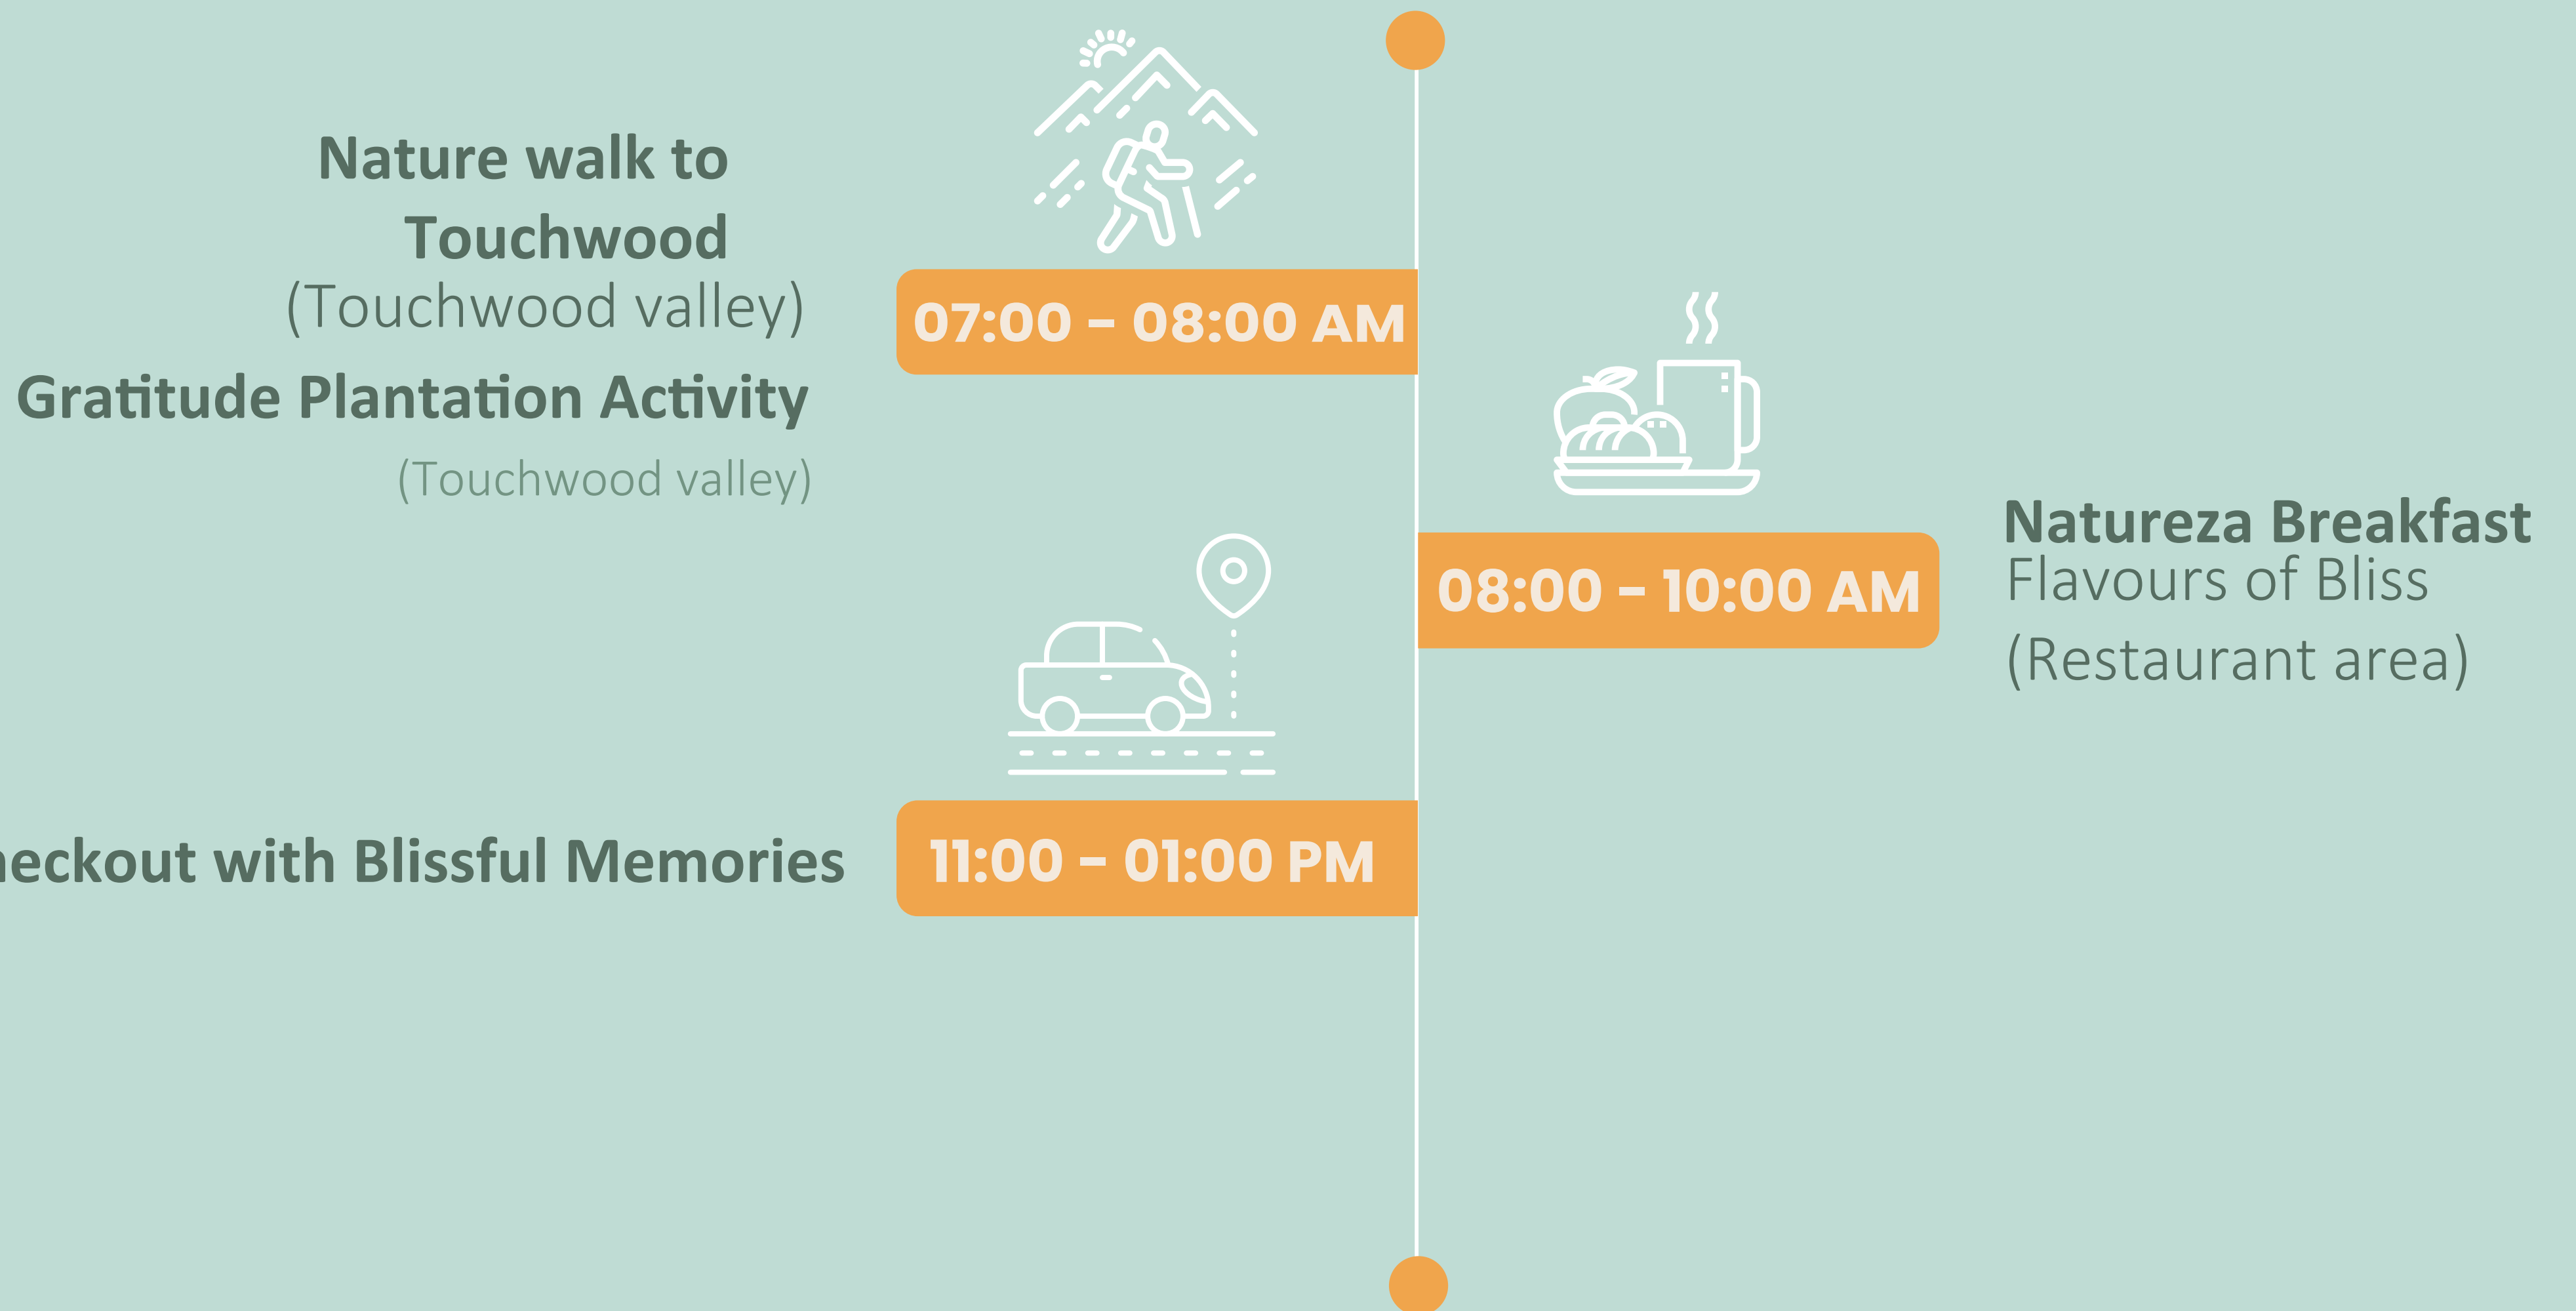 Nature walk to
Touchwood
(Touchwood valley)
Gratitude Plantation Activity
(Touchwood valley)
07:00 - 08:00 AM
08:00 - 10:00 AM
Natureza Breakfast
Flavours of Bliss
(Restaurant area)
heckout with Blissful Memories
11:00 - 01:00 PM